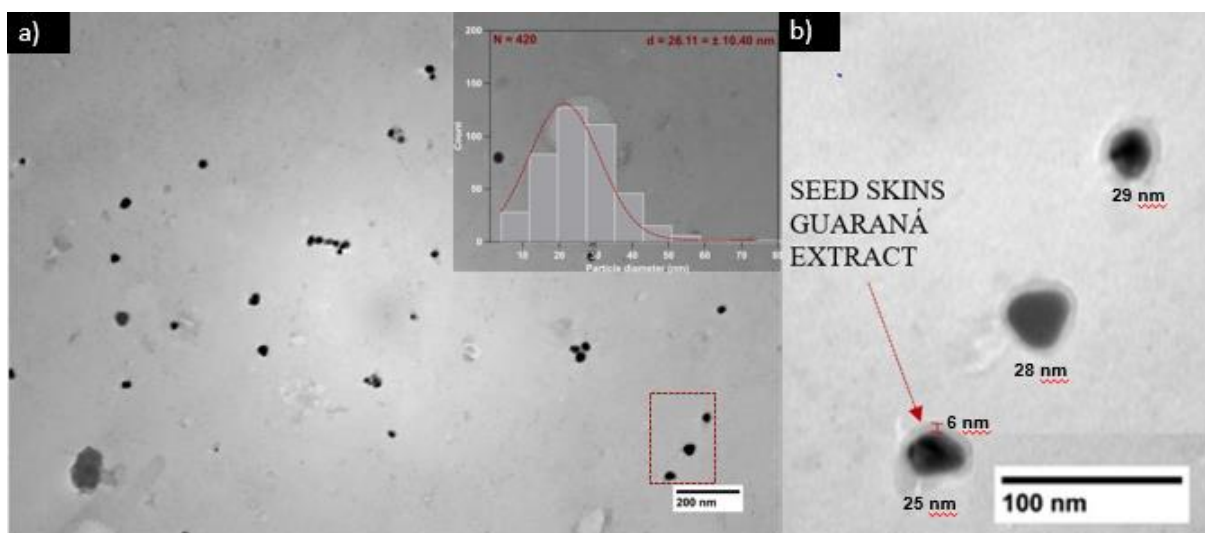 a)
N = 420
d = 26.11 = ± 10.40 nm
200
150
100
50
0
Count
10
20
30
40
50
60
70
80
Particle diameter (nm)
200 nm
b)
29 nm
SEED SKINS
GUARANÁ
EXTRACT
28 nm
6 nm
25 nm
100 nm